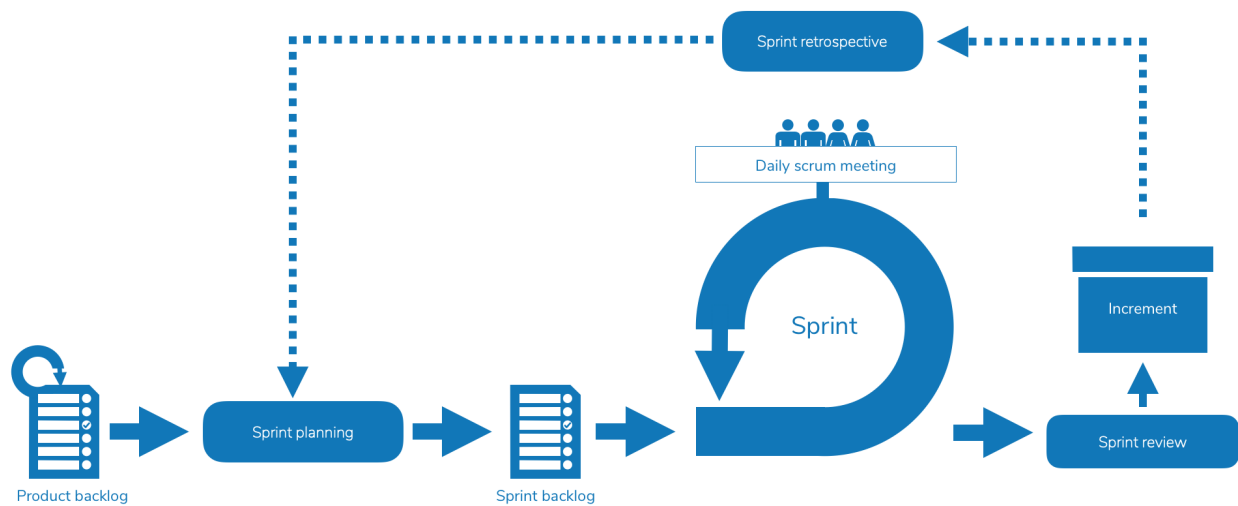 Sprint retrospective
Daily scrum meeting
Sprint
Increment
Sprint planning
Sprint review
Product backlog
Sprint backlog